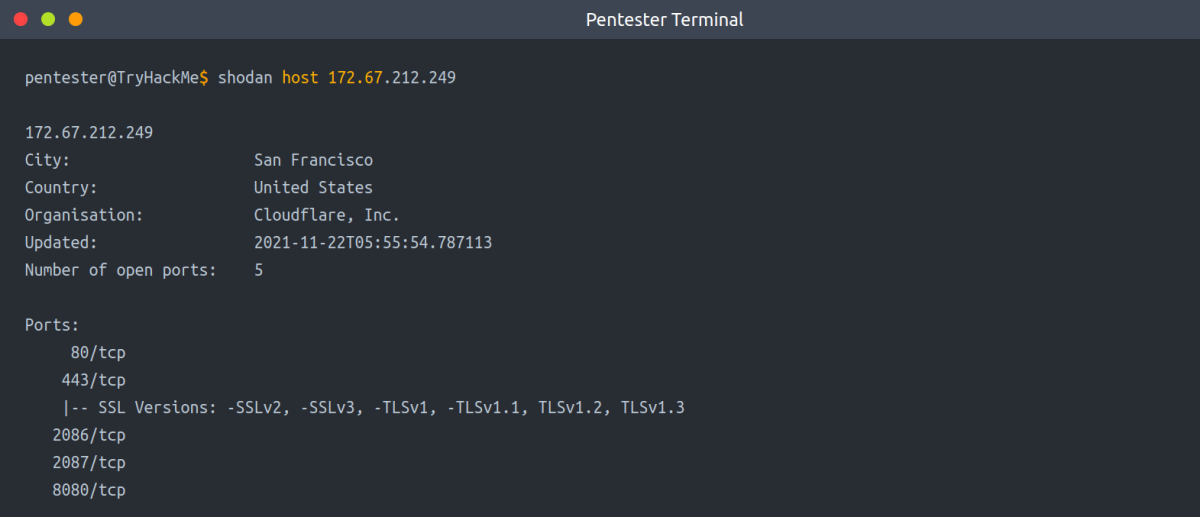 Pentester Terminal
pentester@TryHackMe$ shodan host 172.67.212.249
172.67.212.249
City: San Francisco
Country: United States
Organisation: Cloudflare, Inc.
Updated: 2021-11-22T05:55:54.787113
Number of open ports: 5
Ports:
80/tcp
443/tcp
|-- SSL Versions: -SSLv2, -SSLv3, -TLSv1, -TLSv1.1, TLSv1.2, TLSv1.3
2086/tcp
2087/tcp
8080/tcp